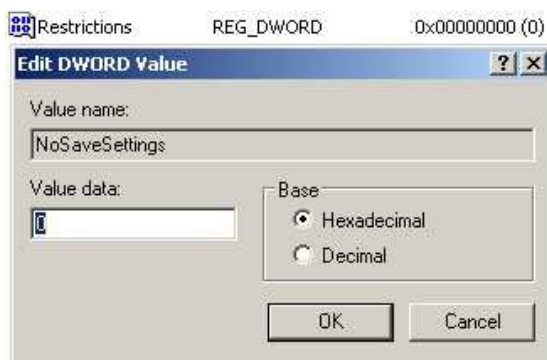 Restrictions REG_DWORD 0x00000000 (0)
Edit DWORD Value
Value name:
NoSaveSettings
Value data:
0
Base
Hexadecimal
Decimal
OK Cancel